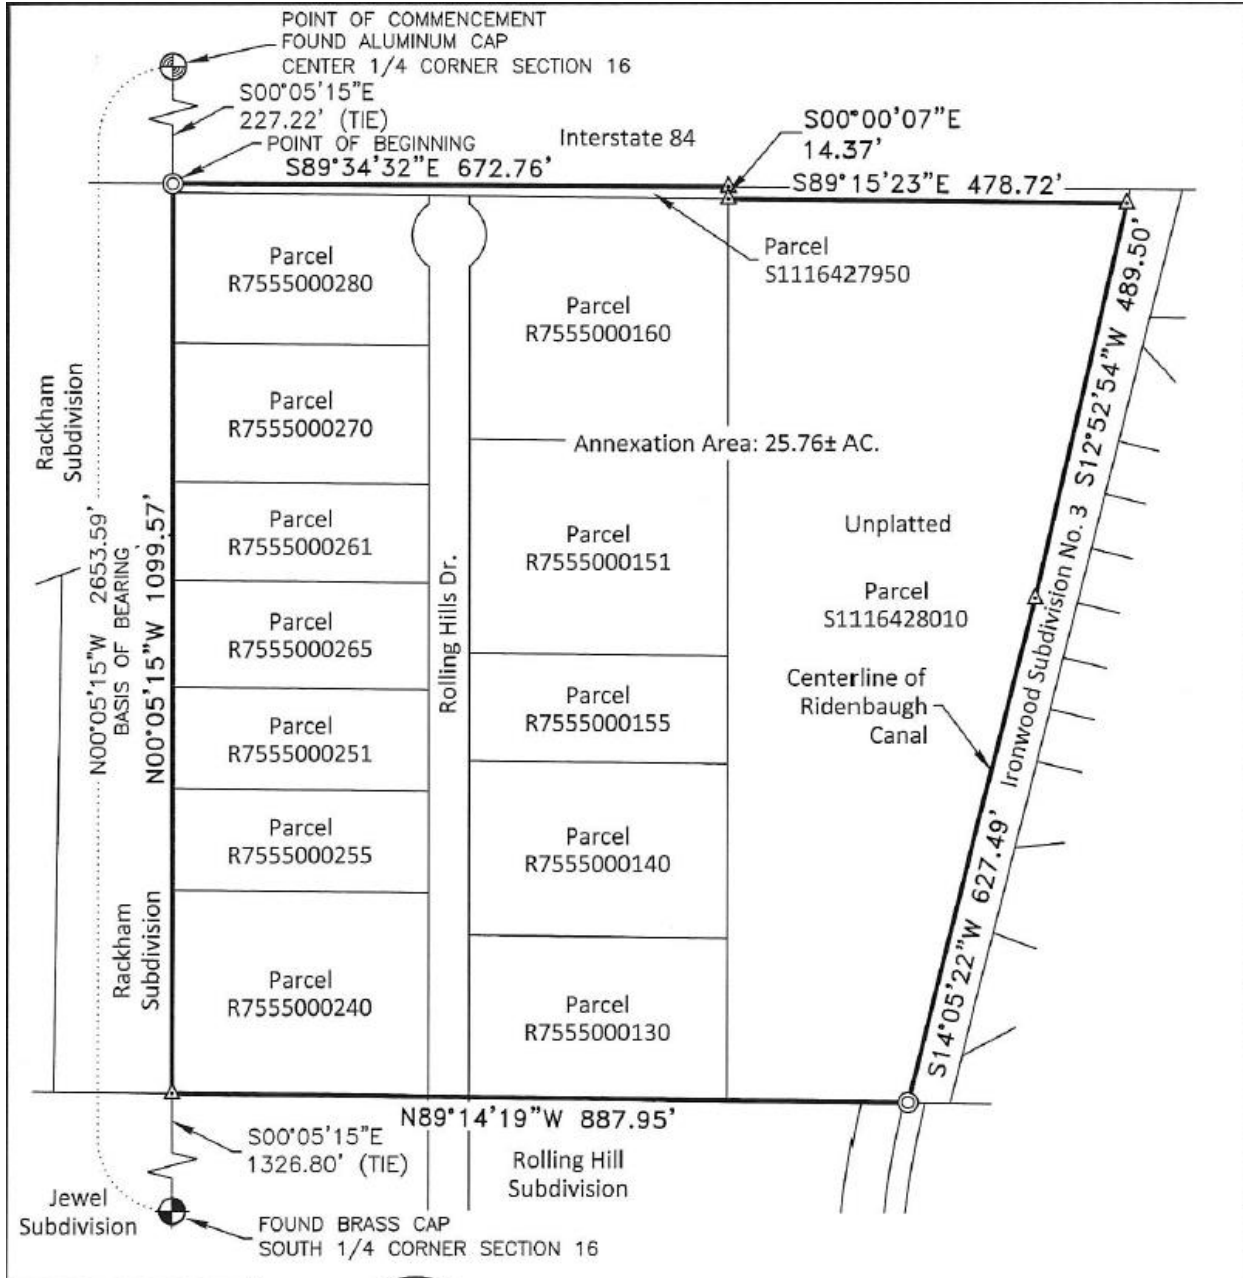 POINT OF COMMENCEMENT
FOUND ALUMINUM CAP
CENTER 1/4 CORNER SECTION 16
S00°05'15"E
227.22' (TIE)
POINT OF BEGINNING
S89°34'32"E 672.76'
Interstate 84
S00°00'07"E
14.37'
S89°15'23"E 478.72'
Parcel
S1116427950
Parcel
R7555000280
Parcel
R7555000160
Parcel
R7555000270
Annexation Area: 25.76± AC.
Parcel
R7555000261
Parcel
R7555000151
Unplatted
Parcel
S1116428010
Parcel
R7555000265
Centerline of
Ridenbaugh
Canal
Parcel
R7555000155
Parcel
R7555000251
Parcel
R7555000255
Parcel
R7555000140
Parcel
R7555000240
Parcel
R7555000130
Rolling Hills Dr.
Rackham
Subdivision
N00°05'15"W 2653.59'
BASIS OF BEARING
N00°05'15"W 1099.57'
Rackham
Subdivision
S12°52'54"W 489.50'
Ironwood Subdivision No. 3
S14°05'22"W 627.49'
N89°14'19"W 887.95'
S00°05'15"E
1326.80' (TIE)
Rolling Hill
Subdivision
Jewel
Subdivision
FOUND BRASS CAP
SOUTH 1/4 CORNER SECTION 16